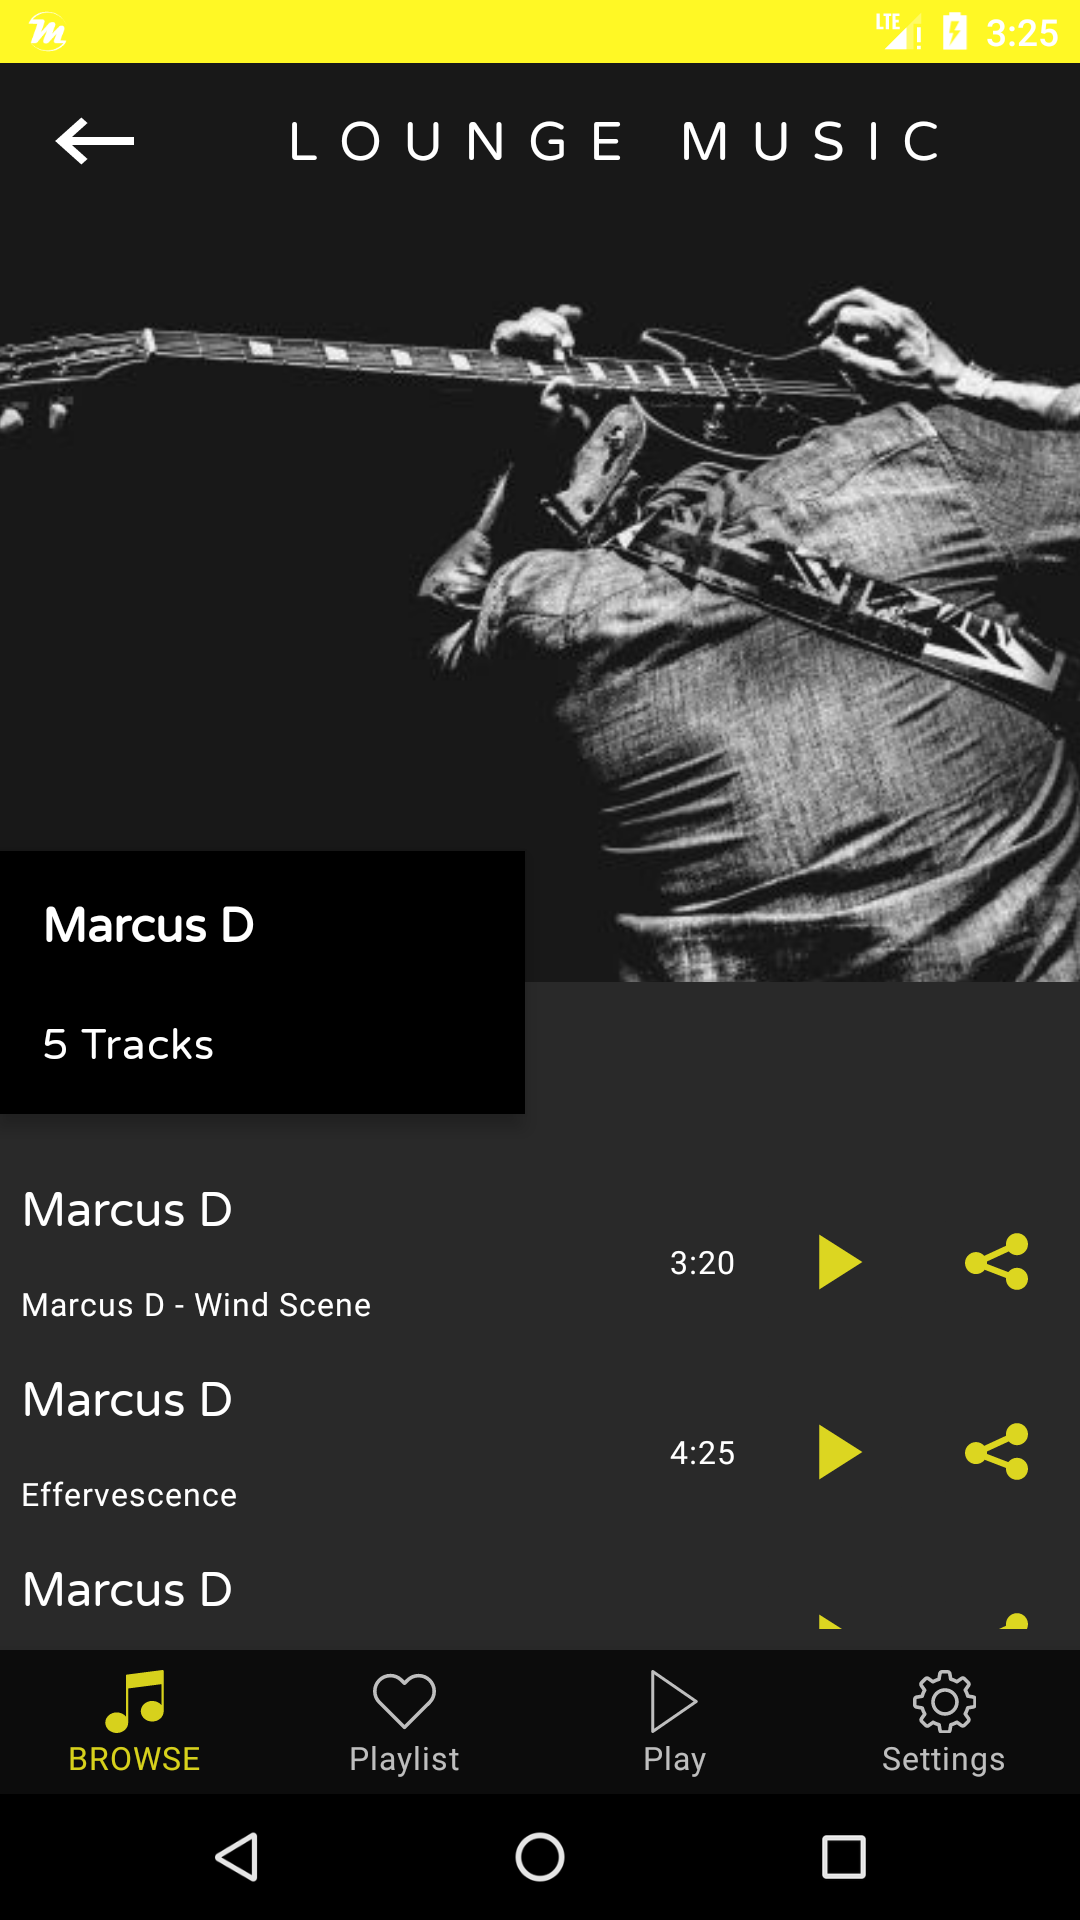 LTE 3:25
LOUNGE MUSIC
Marcus D
5 Tracks
Marcus D
3:20
Marcus D - Wind Scene
Marcus D
4:25
Effervescence
Marcus D
BROWSE Playlist Play Settings